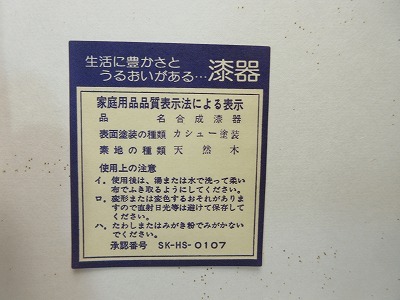 生活に豊かさと
うるおいがある…漆器
家庭用品品質表示法による表示
品名 合成漆器
表面塗装の種類 カシュー塗装
素地の種類 天然木
使用上の注意
イ．使用後は、湯または水で洗って柔い
布でふき取るようにしてください。
ロ．変形または変色するおそれがありま
すので直射日光等は避けて保存して
ください。
ハ．たわしまたはみがき粉でみがかない
でください。
承認番号 SK-HS-0107